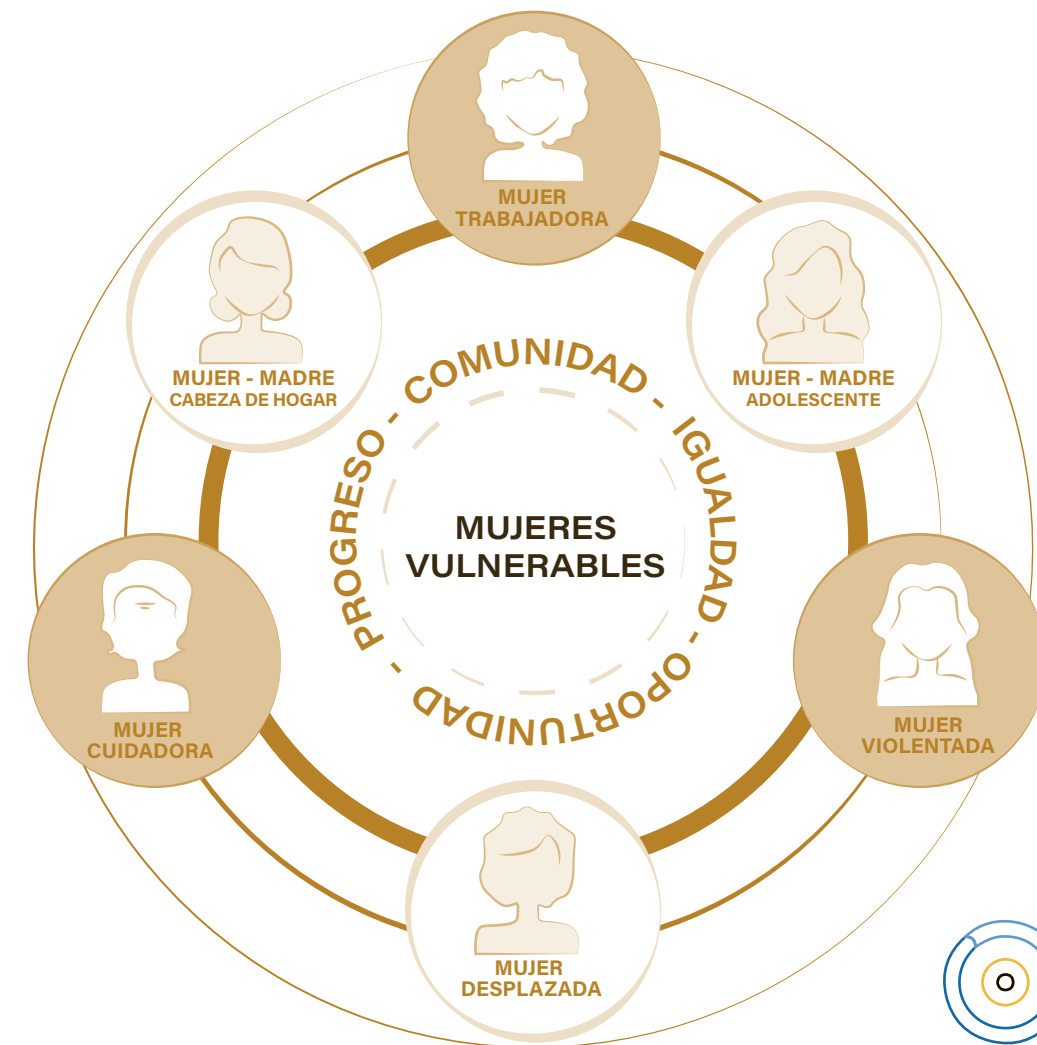 MUJER
TRABAJADORA
MUJER - MADRE
CABEZA DE HOGAR
MUJER - MADRE
ADOLESCENTE
PROGRESO - COMUNIDAD - IGUALDAD - OPORTUNIDAD -
MUJERES
VULNERABLES
MUJER
CUIDADORA
MUJER
VIOLENTADA
MUJER
DESPLAZADA